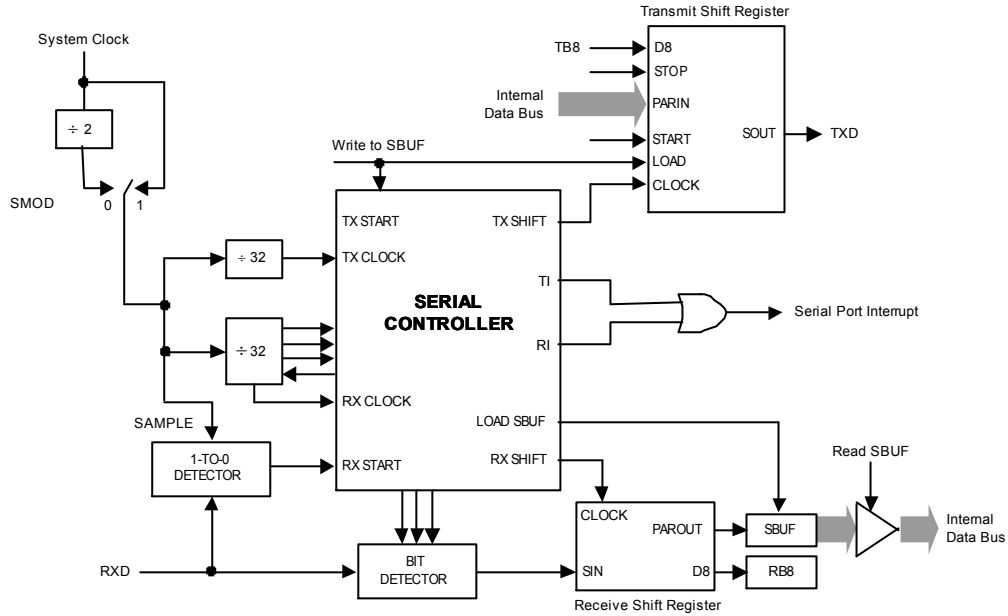 Transmit Shift Register
System Clock
TB8
D8
STOP
Internal
Data Bus
PARIN
÷ 2
START
SOUT
TXD
Write to SBUF
LOAD
CLOCK
SMOD
0
1
TX START
TX SHIFT
÷ 32
TX CLOCK
TI
SERIAL
CONTROLLER
Serial Port Interrupt
÷ 32
RI
RX CLOCK
SAMPLE
LOAD SBUF
1-TO-0
DETECTOR
RX START
RX SHIFT
Read SBUF
CLOCK
PAROUT
SBUF
Internal
Data Bus
RXD
BIT
DETECTOR
SIN
D8
RB8
Receive Shift Register